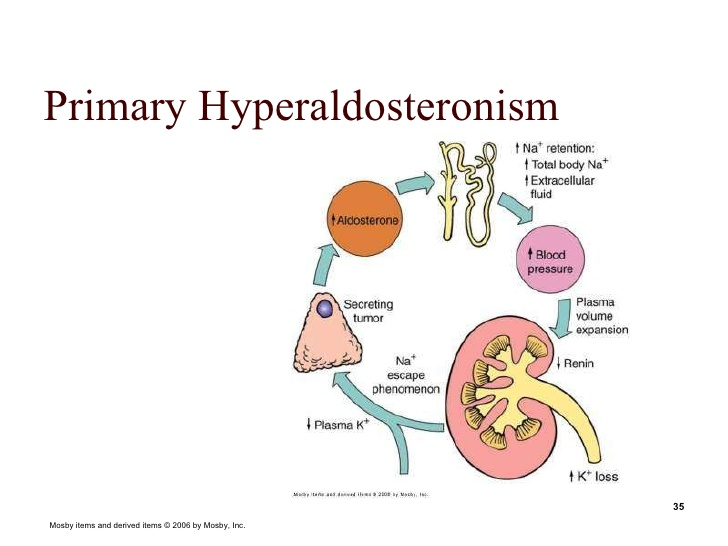 Primary Hyperaldosteronism
↑ Na⁺ retention:
↑ Total body Na⁺
↑ Extracellular
fluid
↑ Aldosterone
↑ Blood
pressure
Secreting
tumor
Plasma
volume
expansion
Na⁺
escape
phenomenon
↓ Renin
↓ Plasma K⁺
↑ K⁺ loss
Mosby items and derived items © 2006 by Mosby, Inc.
35
Mosby items and derived items © 2006 by Mosby, Inc.